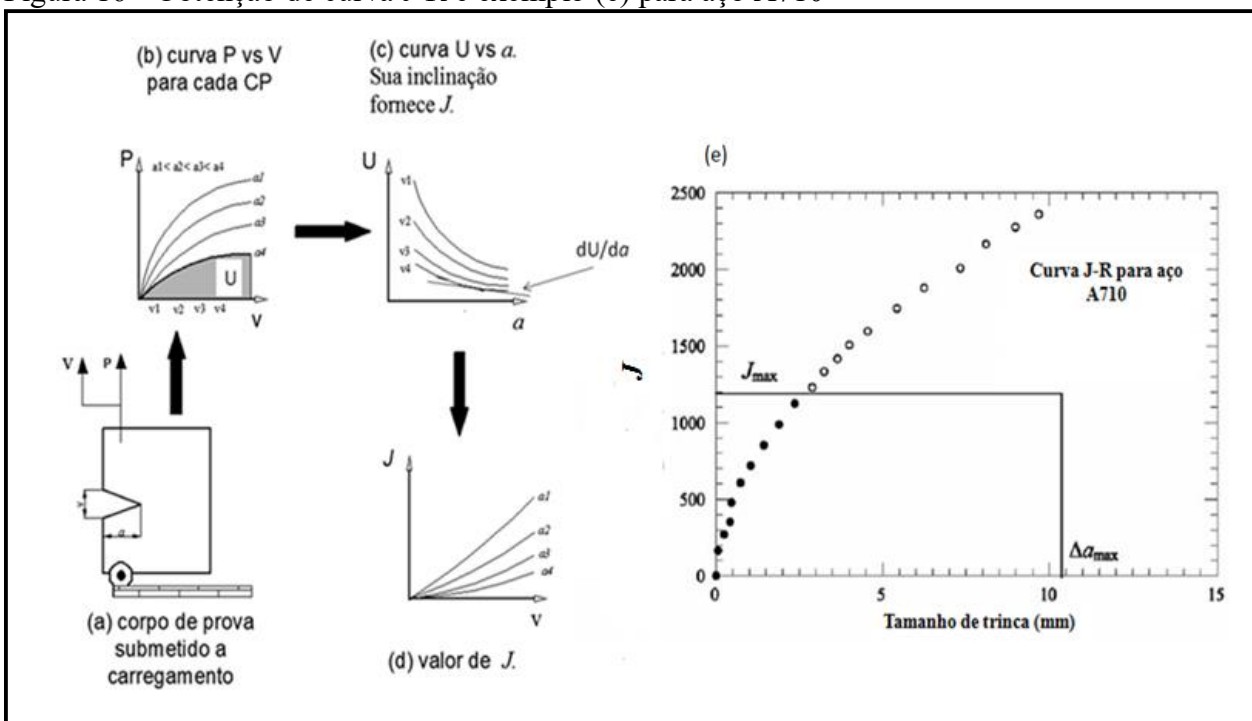 (b) curva P vs V
para cada CP
(c) curva U vs a.
Sua inclinação
fornece J.
P
a1< a2< a3< a4
a1
a2
a3
a4
U
v1 v2 v3 v4
V
U
v1
v2
v3
v4
dU/da
a
V
P
v
a
(a) corpo de prova
submetido a
carregamento
J
a1
a2
a3
a4
V
(d) valor de J.
(e)
2500
2000
1500
1000
500
0
J
Curva J-R para aço
A710
Jmax
Δamax
0 5 10 15
Tamanho de trinca (mm)